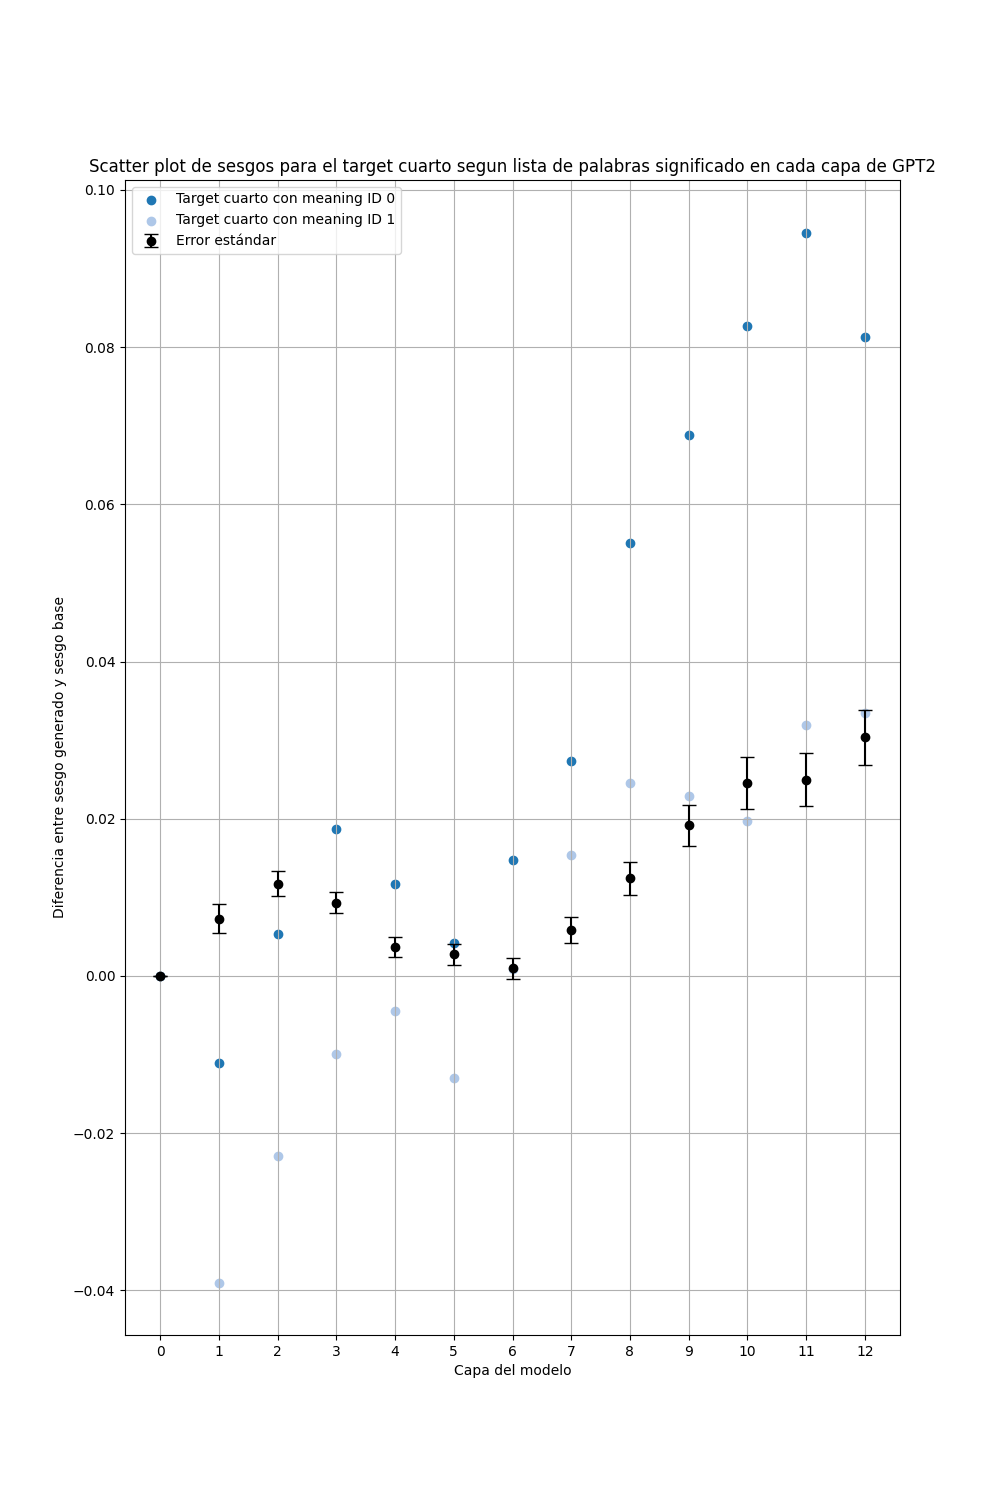 Scatter plot de sesgos para el target cuarto segun lista de palabras significado en cada capa de GPT2
Target cuarto con meaning ID 0
Target cuarto con meaning ID 1
Error estándar
0.10
0.08
0.06
0.04
0.02
0.00
−0.02
−0.04
Diferencia entre sesgo generado y sesgo base
0 1 2 3 4 5 6 7 8 9 10 11 12
Capa del modelo